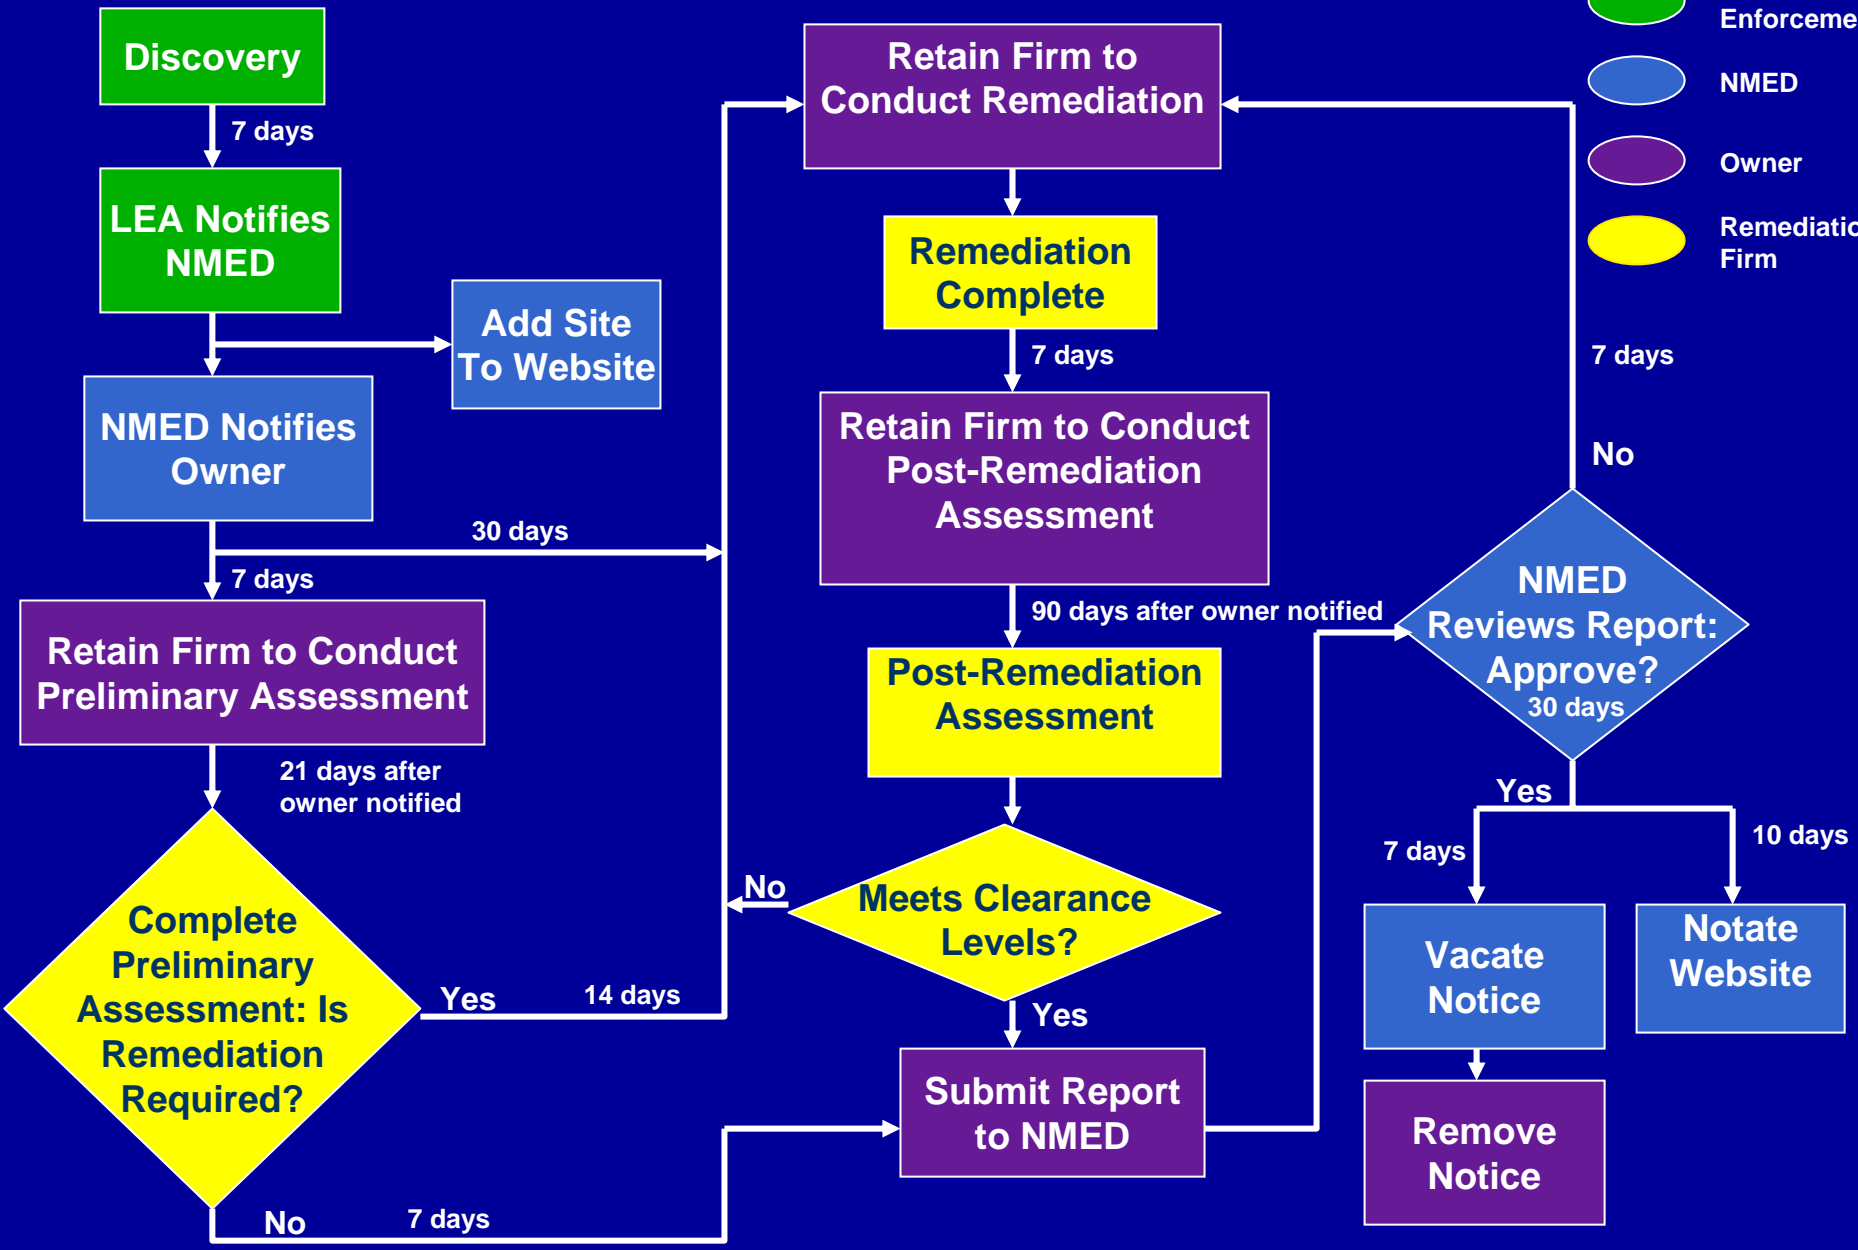 Discovery
7 days
LEA Notifies
NMED
Add Site
To Website
NMED Notifies
Owner
30 days
7 days
Retain Firm to Conduct
Preliminary Assessment
21 days after
owner notified
Complete
Preliminary
Assessment: Is
Remediation
Required?
Yes
14 days
No
7 days
Retain Firm to
Conduct Remediation
Remediation
Complete
7 days
Retain Firm to Conduct
Post-Remediation
Assessment
90 days after owner notified
Post-Remediation
Assessment
Meets Clearance
Levels?
No
Yes
Submit Report
to NMED
NMED
Reviews Report:
Approve?
30 days
No
7 days
Yes
7 days
10 days
Vacate
Notice
Notate
Website
Remove
Notice
Enforceme
NMED
Owner
Remediatio
Firm